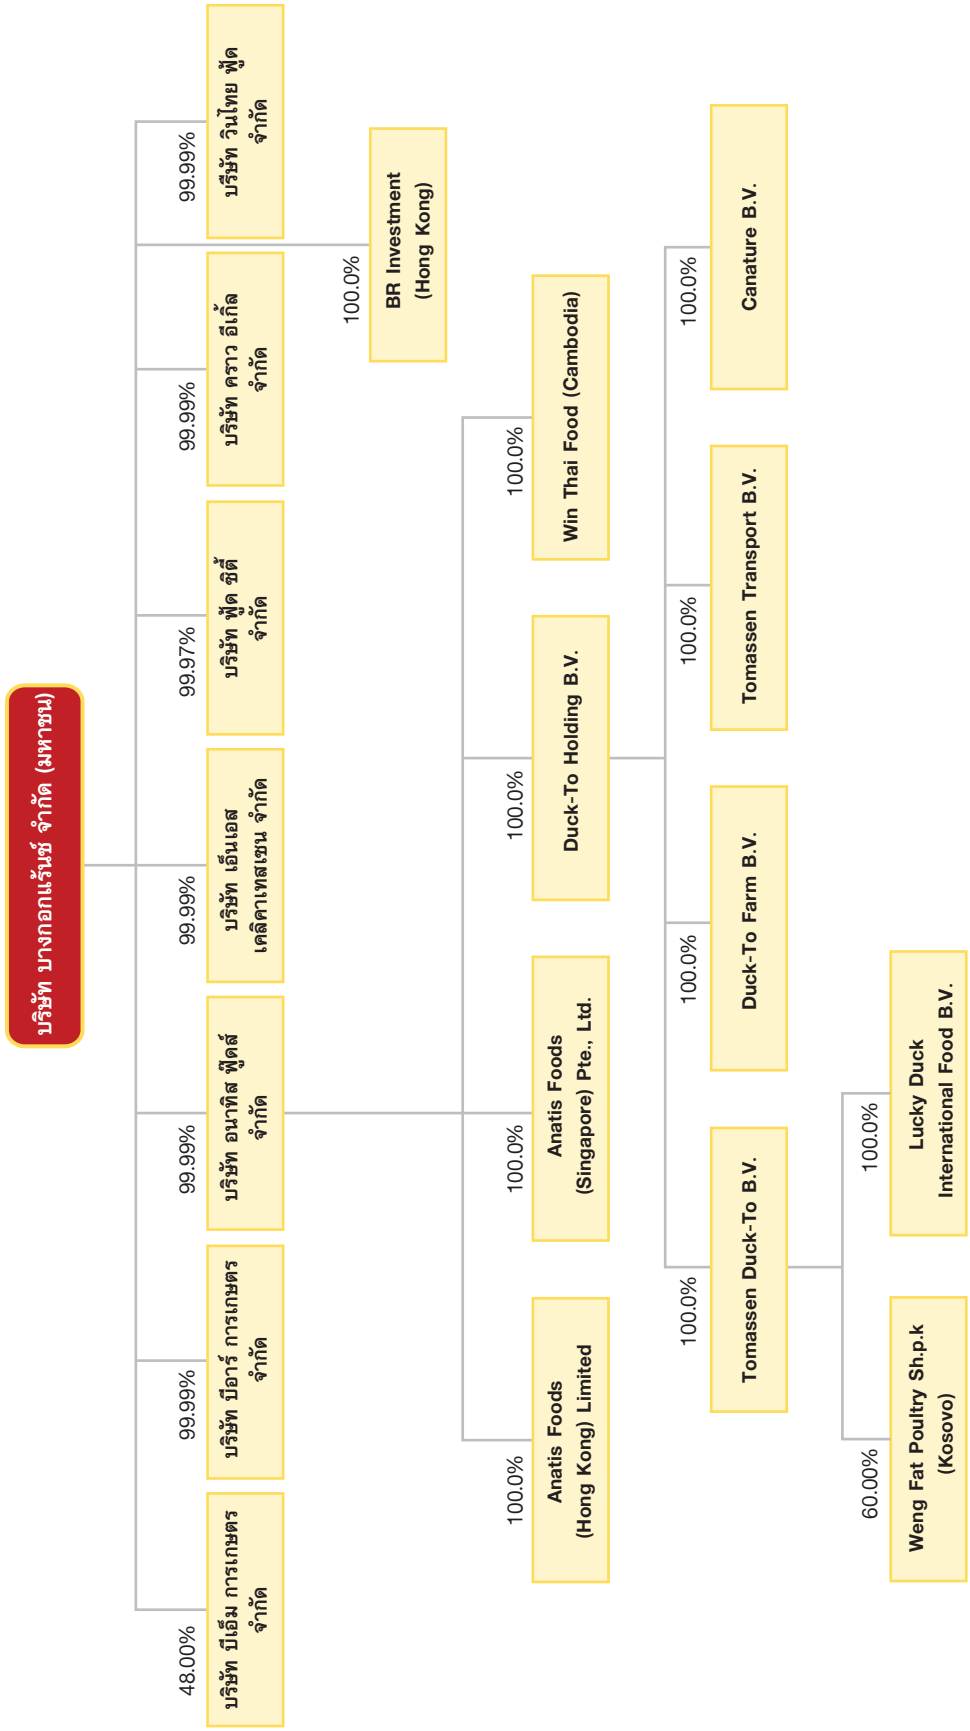 บริษัท บางกอกแร้นช์ จำกัด (มหาชน)
48.00%
บริษัท บีเอ็ม การเกษตร
จำกัด
99.99%
บริษัท บีอาร์ การเกษตร
จำกัด
99.99%
บริษัท อนาทิส ฟู๊ดส์
จำกัด
99.99%
บริษัท เอ็นเอส
เคลิคาเทสเซน จำกัด
99.97%
บริษัท ฟู้ด ซิตี้
จำกัด
99.99%
บริษัท คราว อีเกิ้ล
จำกัด
99.99%
บริษัท วินไทย ฟู้ด
จำกัด
100.0%
BR Investment
(Hong Kong)
100.0%
Anatis Foods
(Hong Kong) Limited
100.0%
Anatis Foods
(Singapore) Pte., Ltd.
100.0%
Duck-To Holding B.V.
100.0%
Win Thai Food (Cambodia)
100.0%
Tomassen Duck-To B.V.
100.0%
Duck-To Farm B.V.
100.0%
Tomassen Transport B.V.
100.0%
Canature B.V.
60.00%
Weng Fat Poultry Sh.p.k
(Kosovo)
100.0%
Lucky Duck
International Food B.V.